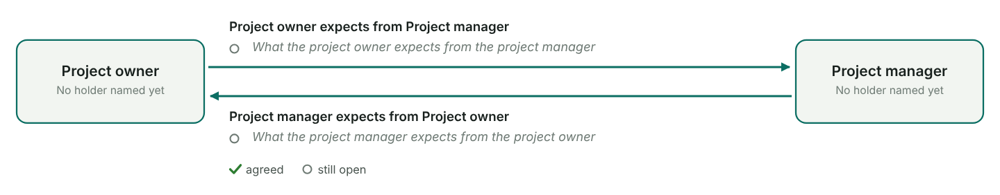 Project owner expects from Project manager
What the project owner expects from the project manager
Project owner
No holder named yet
Project manager
No holder named yet
Project manager expects from Project owner
What the project manager expects from the project owner
agreed still open